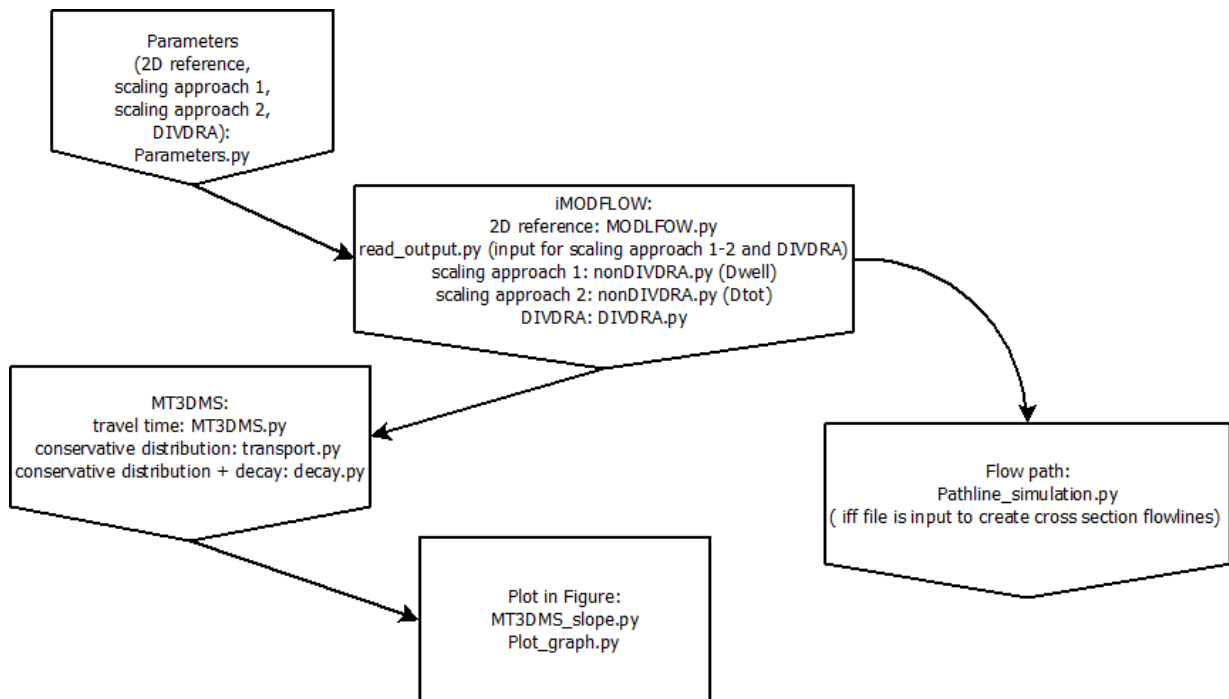 Parameters
(2D reference,
scaling approach 1,
scaling approach 2,
DIVDRA):
Parameters.py
iMODFLOW:
2D reference: MODLFOW.py
read_output.py (input for scaling approach 1-2 and DIVDRA)
scaling approach 1: nonDIVDRA.py (Dwell)
scaling approach 2: nonDIVDRA.py (Dtot)
DIVDRA: DIVDRA.py
MT3DMS:
travel time: MT3DMS.py
conservative distribution: transport.py
conservative distribution + decay: decay.py
Flow path:
Pathline_simulation.py
( iff file is input to create cross section flowlines)
Plot in Figure:
MT3DMS_slope.py
Plot_graph.py